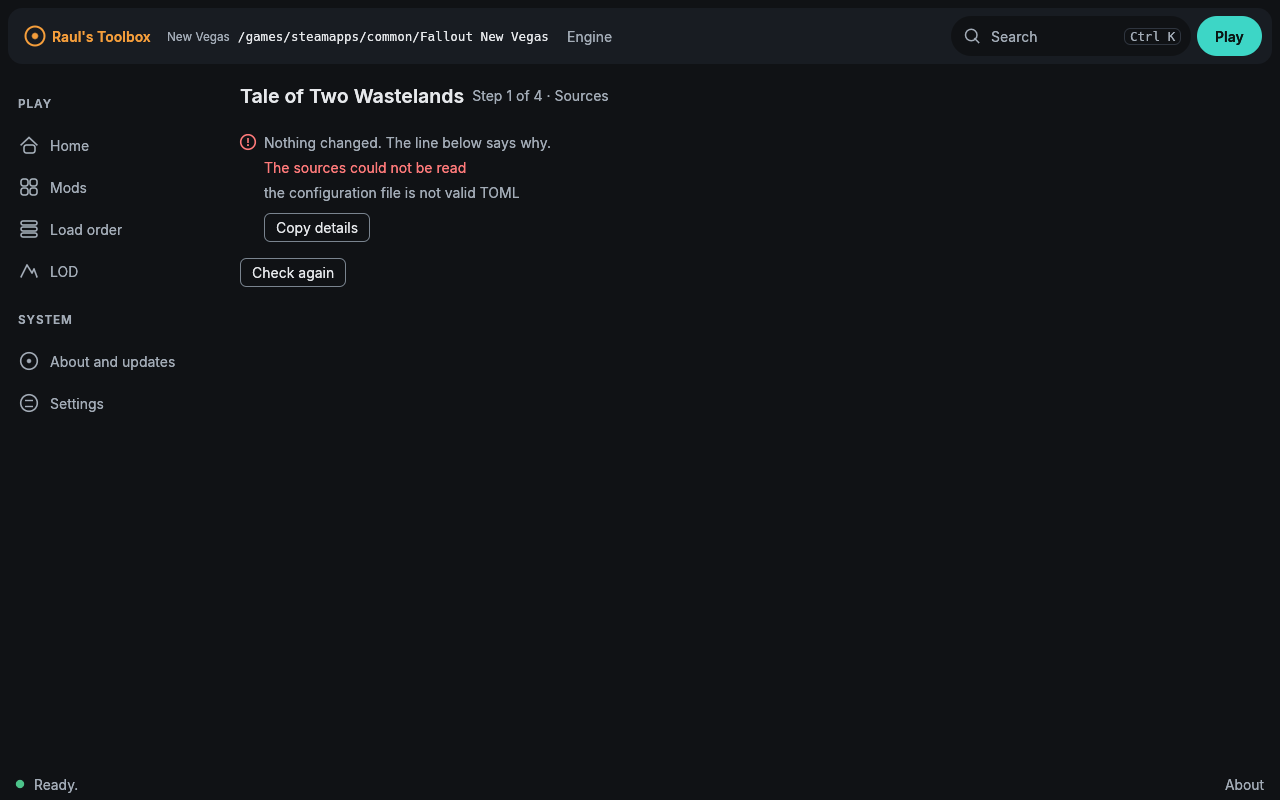 Raul's Toolbox New Vegas /games/steamapps/common/Fallout New Vegas Engine Search Ctrl K Play
PLAY
Home
Mods
Load order
LOD
SYSTEM
About and updates
Settings
Tale of Two Wastelands Step 1 of 4 · Sources
Nothing changed. The line below says why.
The sources could not be read
the configuration file is not valid TOML
Copy details
Check again
Ready.
About